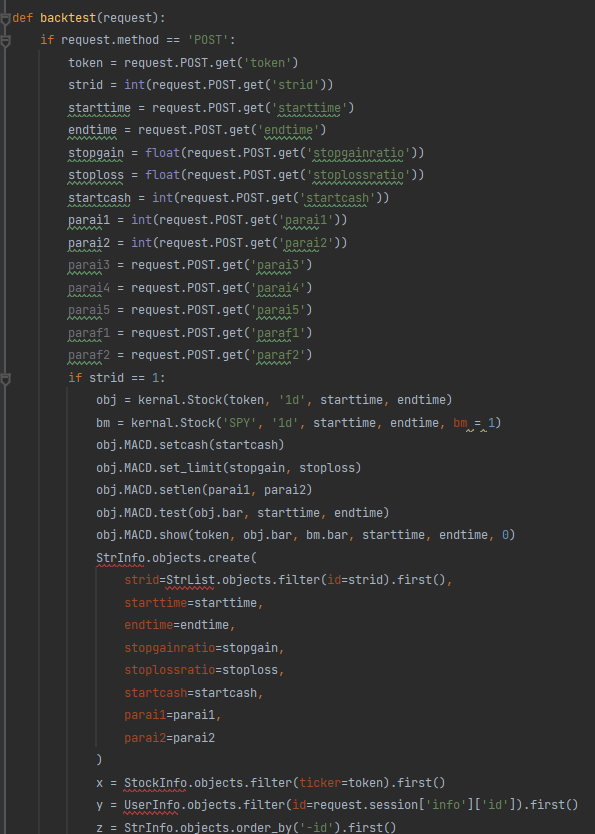 def backtest(request):
    if request.method == 'POST':
        token = request.POST.get('token')
        strid = int(request.POST.get('strid'))
        starttime = request.POST.get('starttime')
        endtime = request.POST.get('endtime')
        stopgain = float(request.POST.get('stopgainratio'))
        stoploss = float(request.POST.get('stoplossratio'))
        startcash = int(request.POST.get('startcash'))
        parai1 = int(request.POST.get('parai1'))
        parai2 = int(request.POST.get('parai2'))
        parai3 = request.POST.get('parai3')
        parai4 = request.POST.get('parai4')
        parai5 = request.POST.get('parai5')
        paraf1 = request.POST.get('paraf1')
        paraf2 = request.POST.get('paraf2')
        if strid == 1:
            obj = kernal.Stock(token, '1d', starttime, endtime)
            bm = kernal.Stock('SPY', '1d', starttime, endtime, bm = 1)
            obj.MACD.setcash(startcash)
            obj.MACD.set_limit(stopgain, stoploss)
            obj.MACD.setlen(parai1, parai2)
            obj.MACD.test(obj.bar, starttime, endtime)
            obj.MACD.show(token, obj.bar, bm.bar, starttime, endtime, 0)
            StrInfo.objects.create(
                strid=StrList.objects.filter(id=strid).first(),
                starttime=starttime,
                endtime=endtime,
                stopgainratio=stopgain,
                stoplossratio=stoploss,
                startcash=startcash,
                parai1=parai1,
                parai2=parai2
            )
            x = StockInfo.objects.filter(ticker=token).first()
            y = UserInfo.objects.filter(id=request.session['info']['id']).first()
            z = StrInfo.objects.order_by('-id').first()